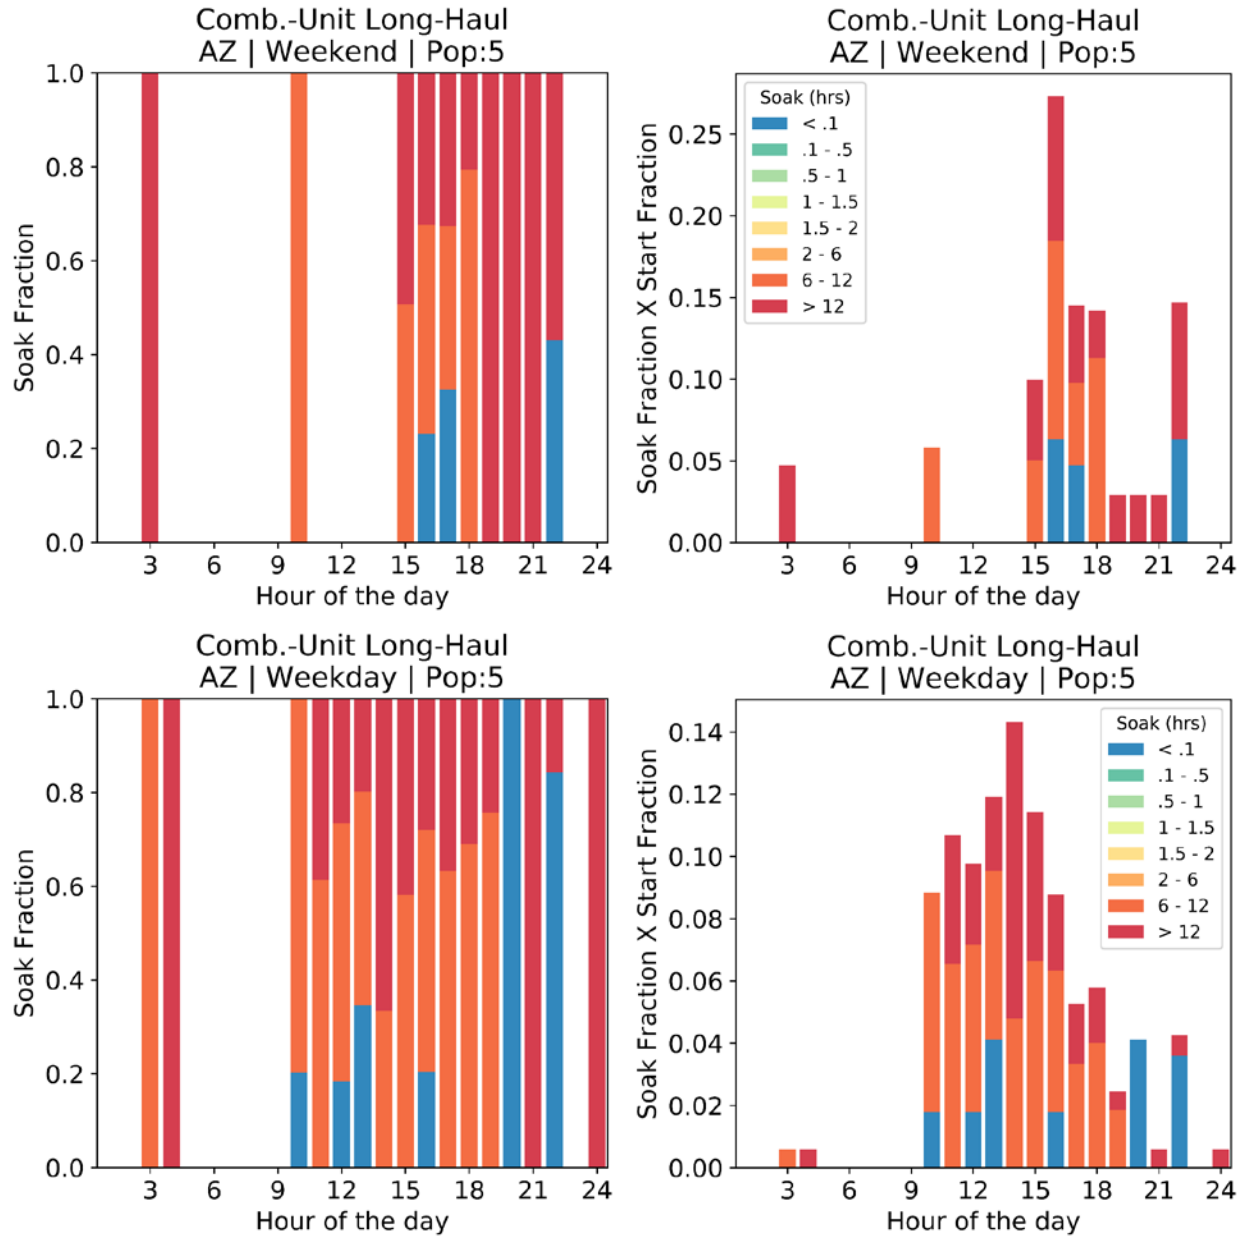 Comb.-Unit Long-Haul
AZ | Weekend | Pop:5
1.0
0.8
0.6
0.4
0.2
0.0
Soak Fraction
3 6 9 12 15 18 21 24
Hour of the day
Comb.-Unit Long-Haul
AZ | Weekend | Pop:5
0.25
0.20
0.15
0.10
0.05
0.00
Soak Fraction X Start Fraction
Soak (hrs)
< .1
.1 - .5
.5 - 1
1 - 1.5
1.5 - 2
2 - 6
6 - 12
> 12
3 6 9 12 15 18 21 24
Hour of the day
Comb.-Unit Long-Haul
AZ | Weekday | Pop:5
1.0
0.8
0.6
0.4
0.2
0.0
Soak Fraction
3 6 9 12 15 18 21 24
Hour of the day
Comb.-Unit Long-Haul
AZ | Weekday | Pop:5
0.14
0.12
0.10
0.08
0.06
0.04
0.02
0.00
Soak Fraction X Start Fraction
Soak (hrs)
< .1
.1 - .5
.5 - 1
1 - 1.5
1.5 - 2
2 - 6
6 - 12
> 12
3 6 9 12 15 18 21 24
Hour of the day